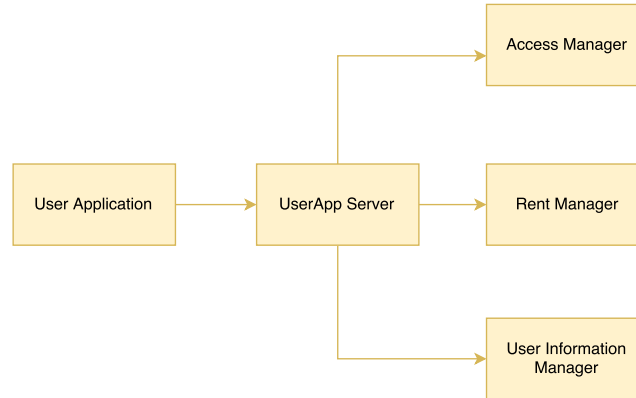 Access Manager
User Application
UserApp Server
Rent Manager
User Information
Manager